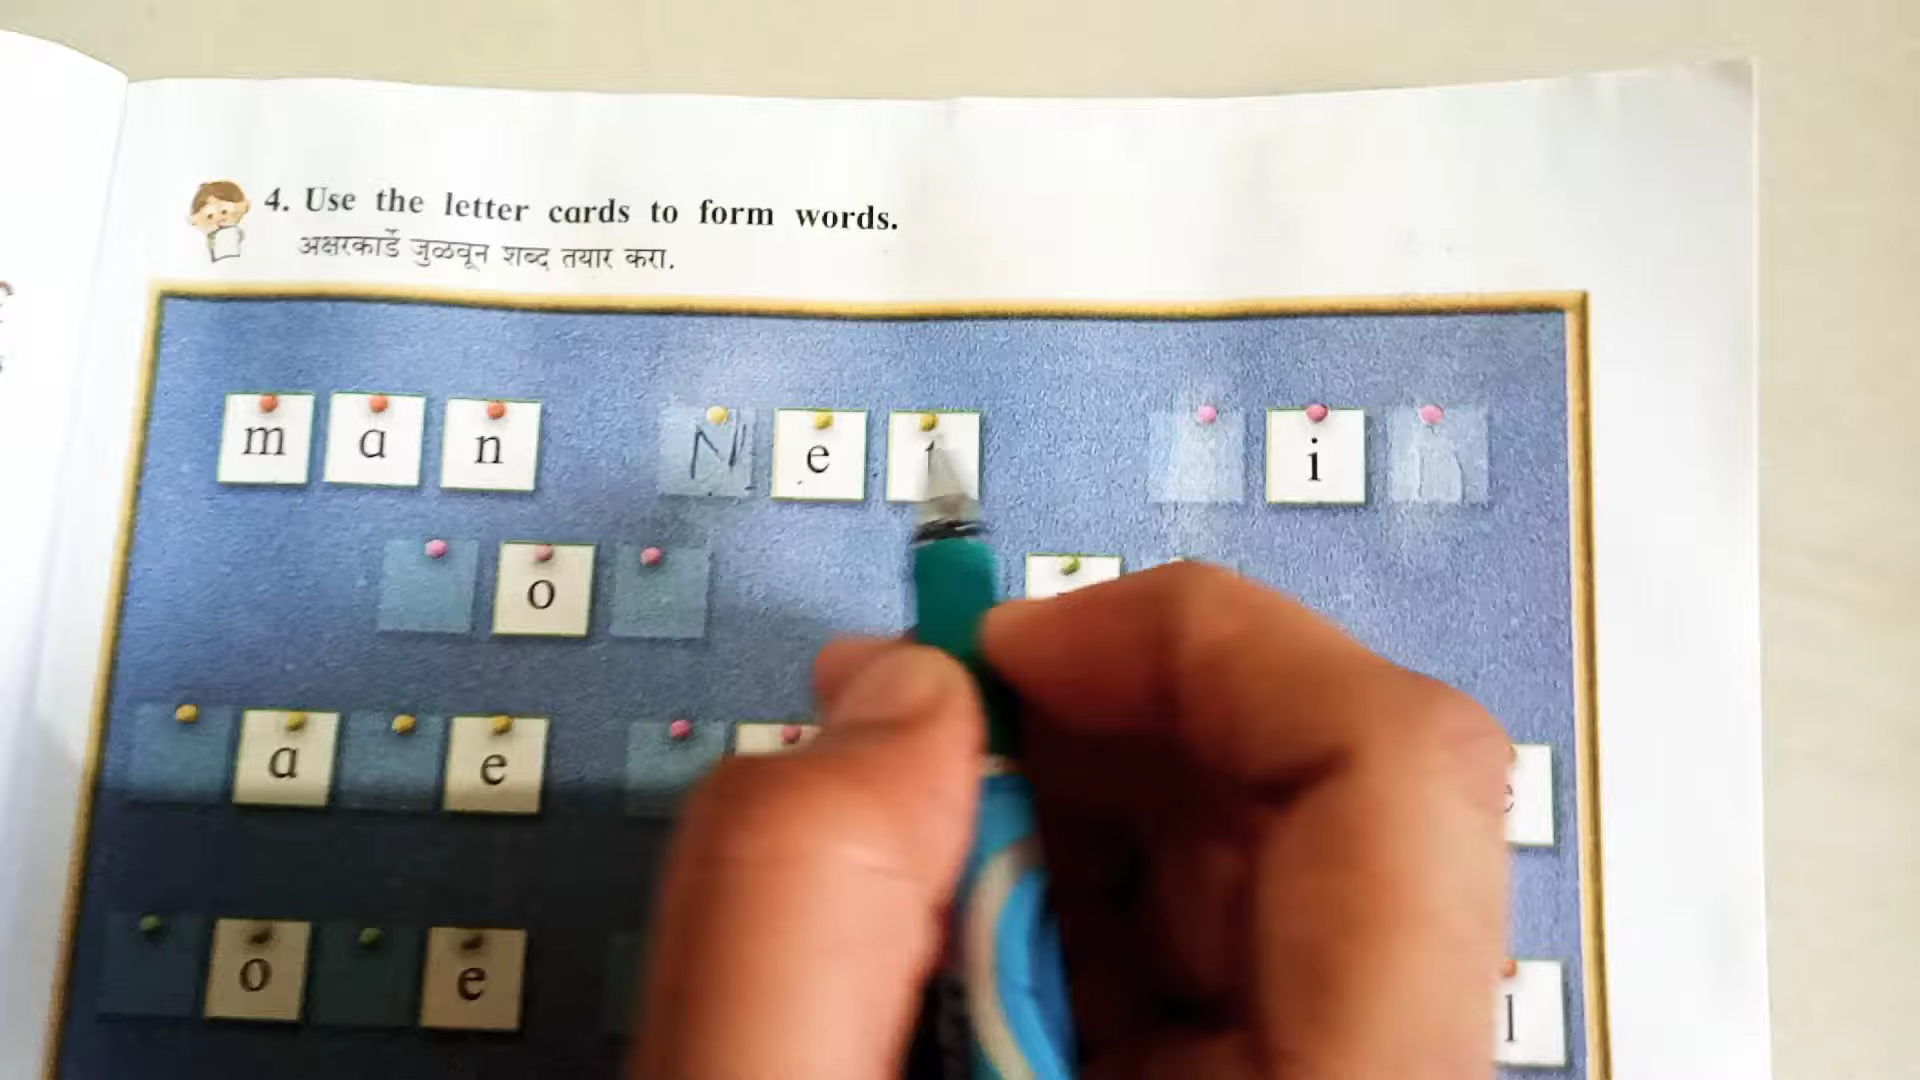 4. Use the letter cards to form words.
अक्षरकार्डे जुळवून शब्द तयार करा.
m a n N e i
o
a e e
o e l